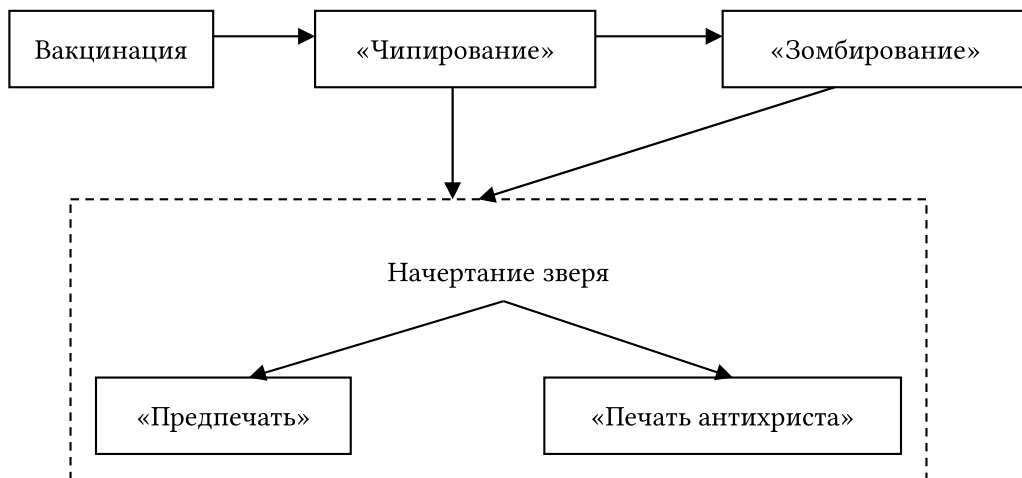 Вакцинация
«Чипирование»
«Зомбирование»
Начертание зверя
«Предпечать»
«Печать антихриста»